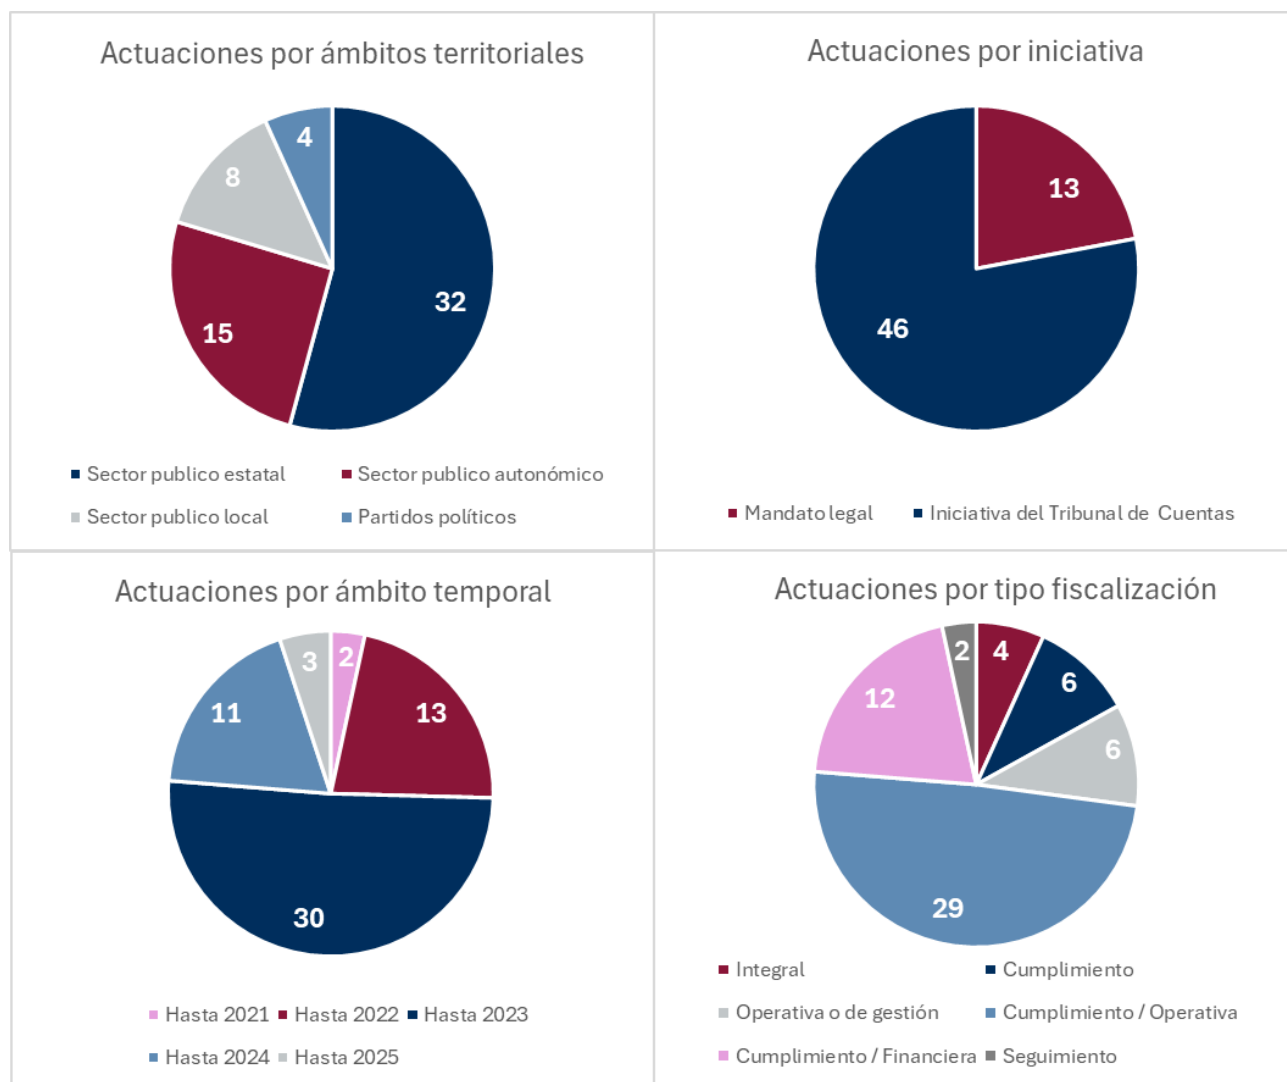 Actuaciones por ámbitos territoriales
4
8
32
15
Sector publico estatal
Sector publico autonómico
Sector publico local
Partidos políticos
Actuaciones por iniciativa
13
46
Mandato legal
Iniciativa del Tribunal de Cuentas
Actuaciones por ámbito temporal
3
2
11
13
30
Hasta 2021
Hasta 2022
Hasta 2023
Hasta 2024
Hasta 2025
Actuaciones por tipo fiscalización
2
4
6
12
6
29
Integral
Cumplimiento
Operativa o de gestión
Cumplimiento / Operativa
Cumplimiento / Financiera
Seguimiento